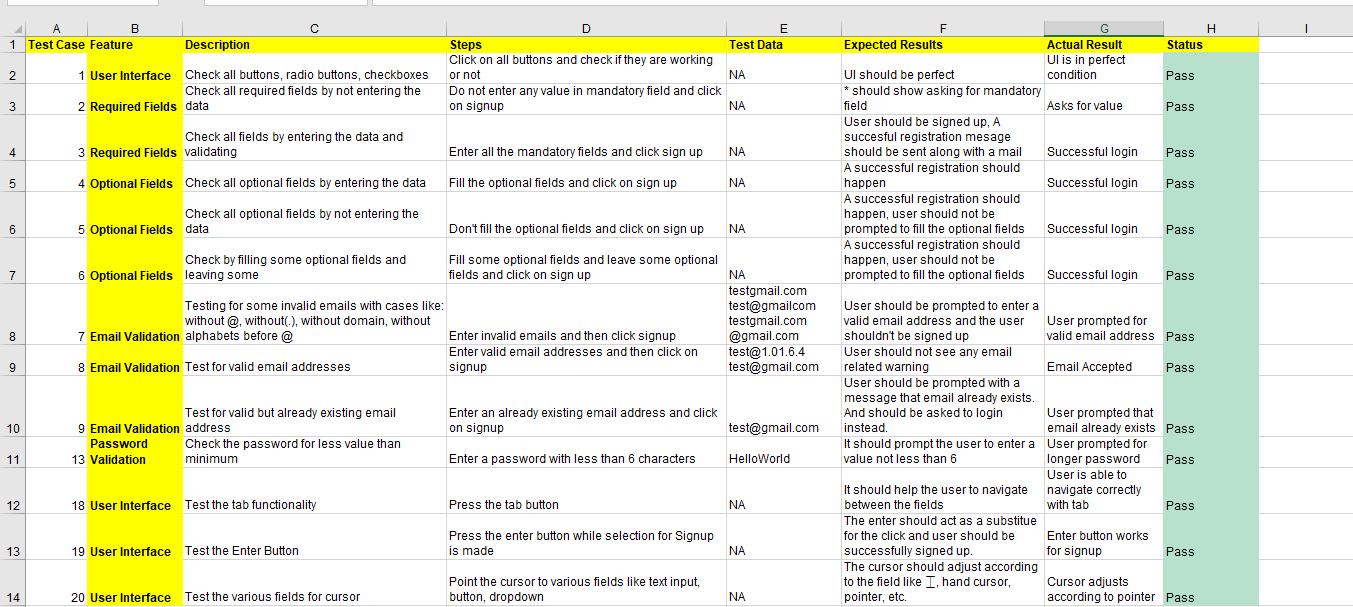 A B C D E F G H I
1 Test Case Feature Description Steps Test Data Expected Results Actual Result Status
2 1 User Interface Check all buttons, radio buttons, checkboxes Click on all buttons and check if they are working or not NA UI should be perfect UI is in perfect condition Pass
3 2 Required Fields Check all required fields by not entering the data Do not enter any value in mandatory field and click on signup NA * should show asking for mandatory field Asks for value Pass
4 3 Required Fields Check all fields by entering the data and validating Enter all the mandatory fields and click sign up NA User should be signed up, A succesful registration mesage should be sent along with a mail Successful login Pass
5 4 Optional Fields Check all optional fields by entering the data Fill the optional fields and click on sign up NA A successful registration should happen Successful login Pass
6 5 Optional Fields Check all optional fields by not entering the data Don't fill the optional fields and click on sign up NA A successful registration should happen, user should not be prompted to fill the optional fields Successful login Pass
7 6 Optional Fields Check by filling some optional fields and leaving some Fill some optional fields and leave some optional fields and click on sign up NA A successful registration should happen, user should not be prompted to fill the optional fields Successful login Pass
8 7 Email Validation Testing for some invalid emails with cases like: without @, without(.), without domain, without alphabets before @ Enter invalid emails and then click signup testgmail.com test@gmailcom testgmail.com @gmail.com User should be prompted to enter a valid email address and the user shouldn't be signed up User prompted for valid email address Pass
9 8 Email Validation Test for valid email addresses Enter valid email addresses and then click on signup test@1.01.6.4 test@gmail.com User should not see any email related warning Email Accepted Pass
10 9 Email Validation Test for valid but already existing email address Enter an already existing email address and click on signup test@gmail.com User should be prompted with a message that email already exists. And should be asked to login instead. User prompted that email already exists Pass
11 13 Password Validation Check the password for less value than minimum Enter a password with less than 6 characters HelloWorld It should prompt the user to enter a value not less than 6 User prompted for longer password Pass
12 18 User Interface Test the tab functionality Press the tab button NA It should help the user to navigate between the fields User is able to navigate correctly with tab Pass
13 19 User Interface Test the Enter Button Press the enter button while selection for Signup is made NA The enter should act as a substitue for the click and user should be successfully signed up. Enter button works for signup Pass
14 20 User Interface Test the various fields for cursor Point the cursor to various fields like text input, button, dropdown NA The cursor should adjust according to the field like , hand cursor, pointer, etc. Cursor adjusts according to pointer Pass